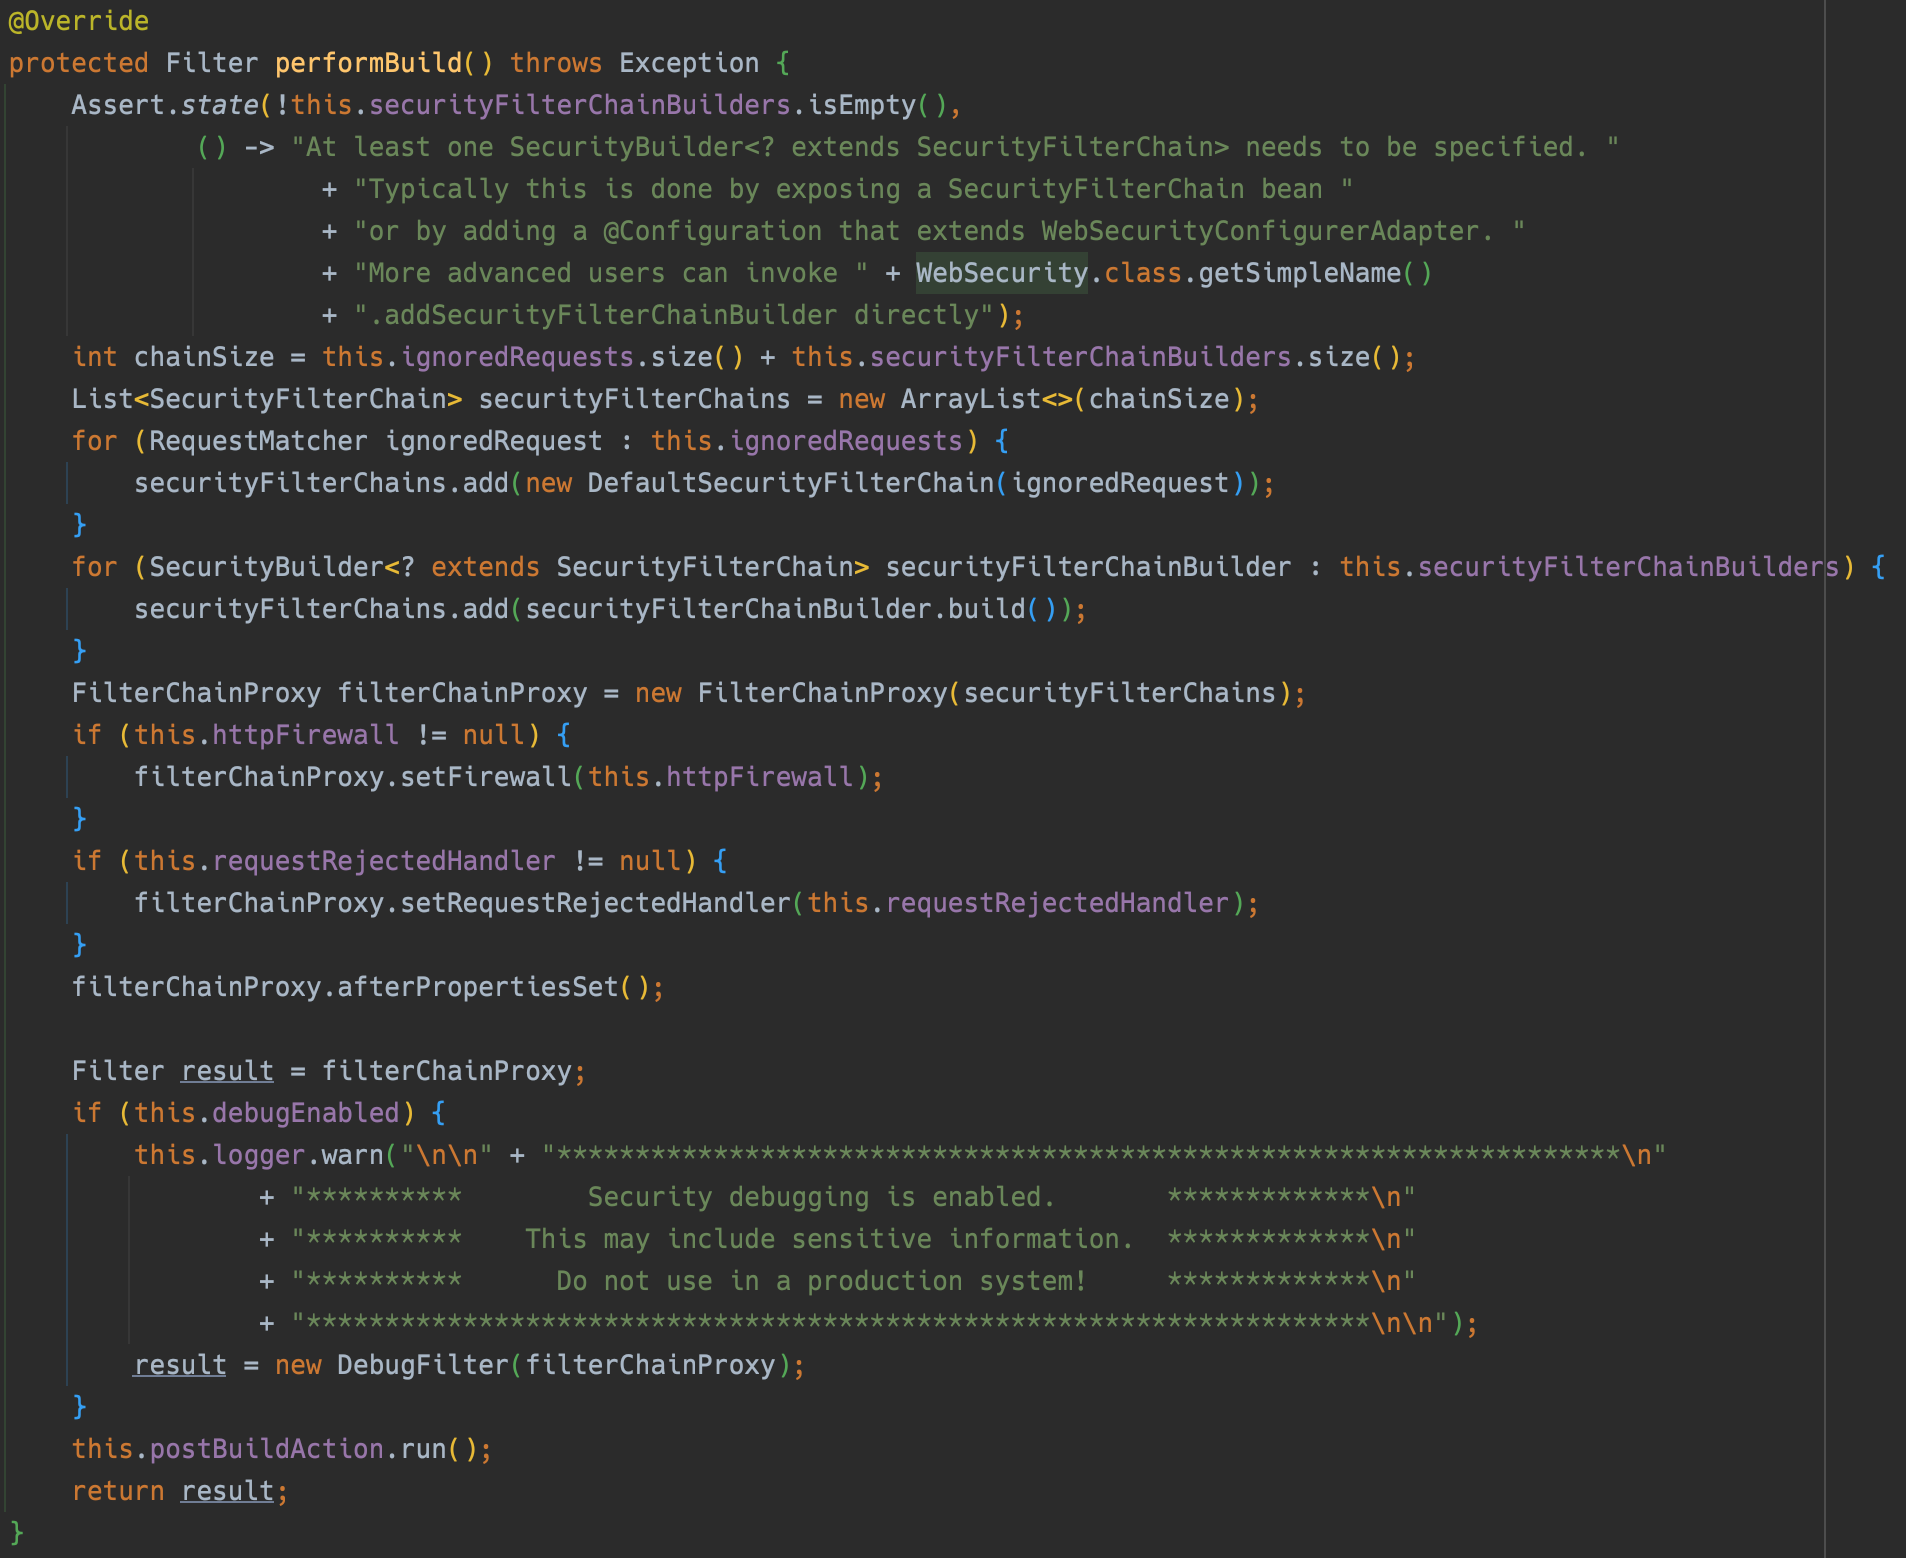 @Override
protected Filter performBuild() throws Exception {
    Assert.state(!this.securityFilterChainBuilders.isEmpty(),
            () -> "At least one SecurityBuilder<? extends SecurityFilterChain> needs to be specified. "
                    + "Typically this is done by exposing a SecurityFilterChain bean "
                    + "or by adding a @Configuration that extends WebSecurityConfigurerAdapter. "
                    + "More advanced users can invoke " + WebSecurity.class.getSimpleName()
                    + ".addSecurityFilterChainBuilder directly");
    int chainSize = this.ignoredRequests.size() + this.securityFilterChainBuilders.size();
    List<SecurityFilterChain> securityFilterChains = new ArrayList<>(chainSize);
    for (RequestMatcher ignoredRequest : this.ignoredRequests) {
        securityFilterChains.add(new DefaultSecurityFilterChain(ignoredRequest));
    }
    for (SecurityBuilder<? extends SecurityFilterChain> securityFilterChainBuilder : this.securityFilterChainBuilders) {
        securityFilterChains.add(securityFilterChainBuilder.build());
    }
    FilterChainProxy filterChainProxy = new FilterChainProxy(securityFilterChains);
    if (this.httpFirewall != null) {
        filterChainProxy.setFirewall(this.httpFirewall);
    }
    if (this.requestRejectedHandler != null) {
        filterChainProxy.setRequestRejectedHandler(this.requestRejectedHandler);
    }
    filterChainProxy.afterPropertiesSet();

    Filter result = filterChainProxy;
    if (this.debugEnabled) {
        this.logger.warn("\n\n" + "********************************************************************\n"
                + "**********        Security debugging is enabled.       *************\n"
                + "**********    This may include sensitive information.  *************\n"
                + "**********      Do not use in a production system!     *************\n"
                + "********************************************************************\n\n");
        result = new DebugFilter(filterChainProxy);
    }
    this.postBuildAction.run();
    return result;
}